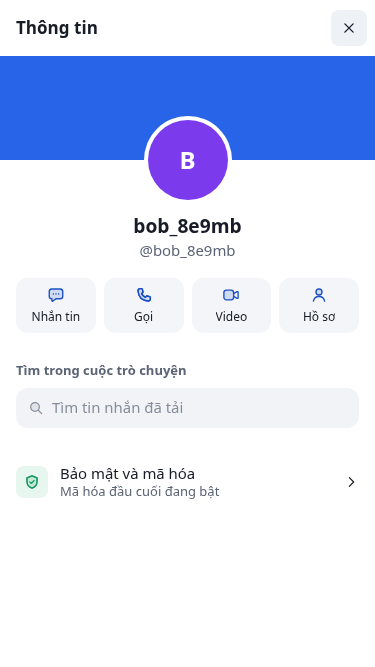 Thông tin
B
bob_8e9mb
@bob_8e9mb
Nhắn tin
Gọi
Video
Hồ sơ
Tìm trong cuộc trò chuyện
Tìm tin nhắn đã tải
Bảo mật và mã hóa
Mã hóa đầu cuối đang bật